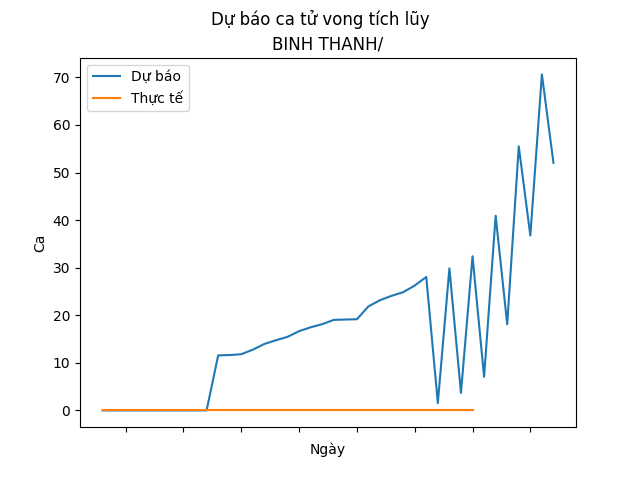 Dự báo ca tử vong tích lũy
BINH THANH/
Dự báo
Thực tế
70
60
50
40
30
20
10
0
Ca
Ngày